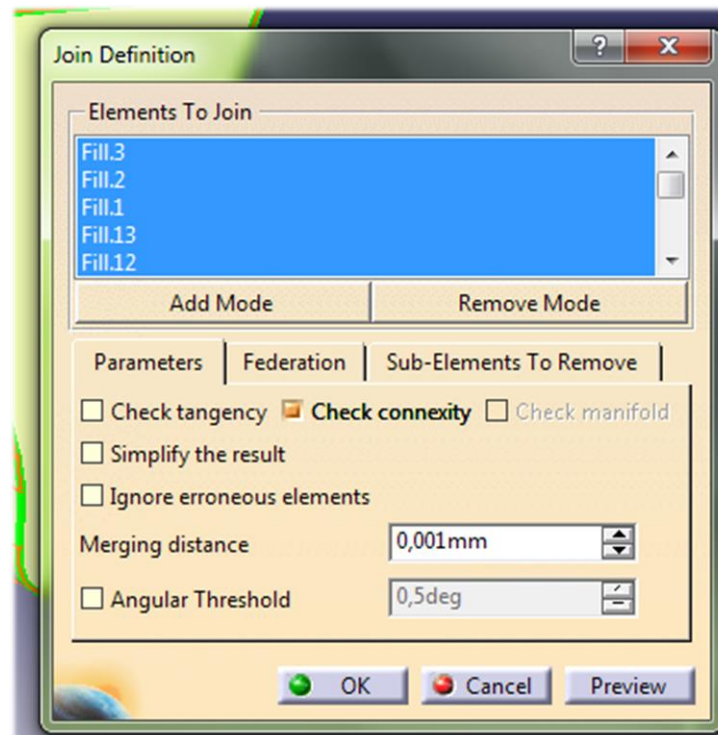 Join Definition
?
Elements To Join
Fill.3
Fill.2
Fill.1
Fill.13
Fill.12
Add Mode Remove Mode
Parameters Federation Sub-Elements To Remove
Check tangency Check connexity Check manifold
Simplify the result
Ignore erroneous elements
Merging distance 0,001mm
Angular Threshold 0,5deg
OK Cancel Preview